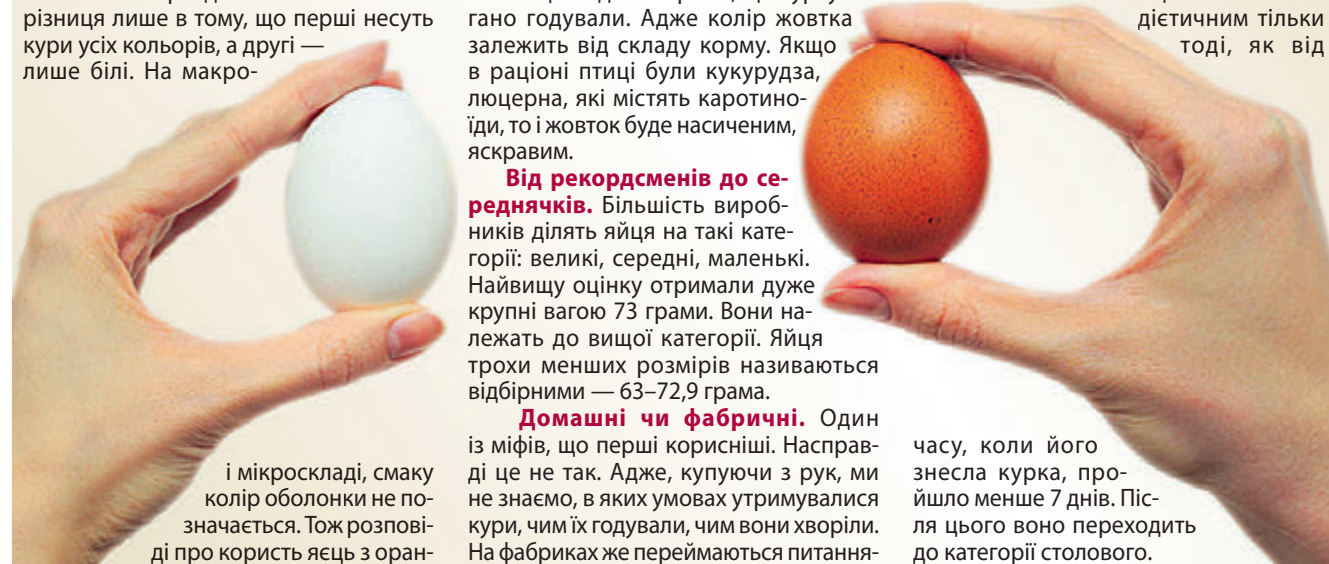 різниця лише в тому, що перші несуть
кури усіх кольорів, а другі —
лише білі. На макро-
і мікроскладі, смаку
колір оболонки не по-
значається. Тож розпові-
ді про користь яєць з оран-
гано годували. Адже колір жовтка
залежить від складу корму. Якщо
в раціоні птиці були кукурудза,
люцерна, які містять каротино-
їди, то і жовток буде насиченим,
яскравим.
Від рекордсменів до се-
реднячків. Більшість вироб-
ників ділять яйця на такі кате-
горії: великі, середні, маленькі.
Найвищу оцінку отримали дуже
крупні вагою 73 грами. Вони на-
лежать до вищої категорії. Яйця
трохи менших розмірів називаються
відбірними — 63–72,9 грама.
Домашні чи фабричні. Один
із міфів, що перші корисніші. Насправ-
ді це не так. Адже, купуючи з рук, ми
не знаємо, в яких умовах утримувалися
кури, чим їх годували, чим вони хворіли.
На фабриках же переймаються питання-
дієтичним тільки
тоді, як від
часу, коли його
знесла курка, про-
йшло менше 7 днів. Піс-
ля цього воно переходить
до категорії столового.